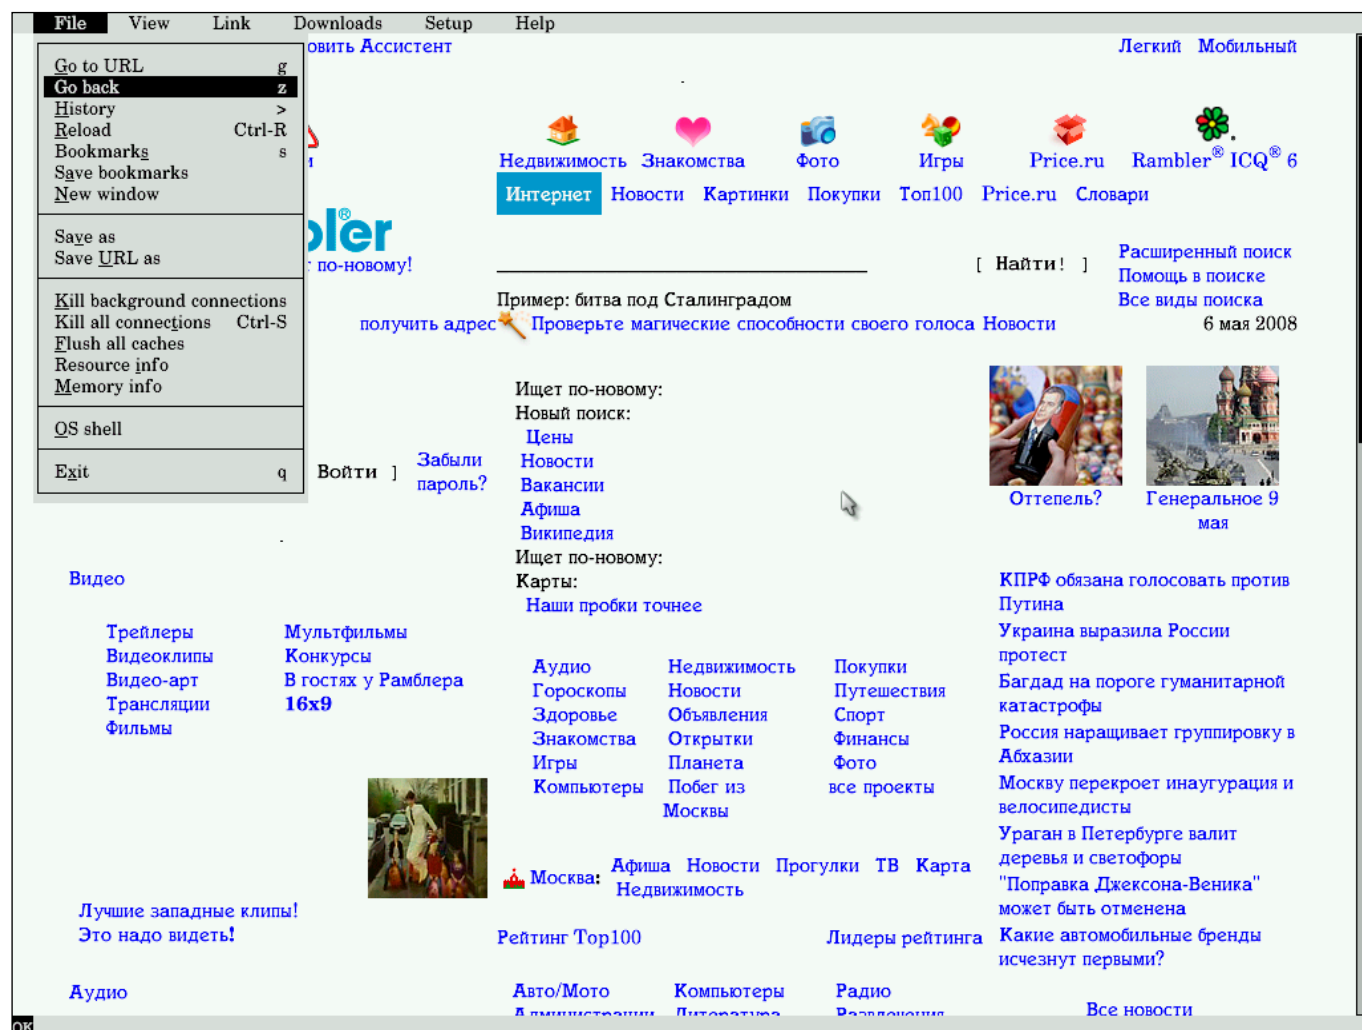 File View Link Downloads Setup Help
Go to URL g
Go back z
History >
Reload Ctrl-R
Bookmarks s
Save bookmarks
New window
Save as
Save URL as
Kill background connections
Kill all connections Ctrl-S
Flush all caches
Resource info
Memory info
OS shell
Exit q
овить Ассистент
Легкий Мобильный
Недвижимость Знакомства Фото Игры Price.ru Rambler® ICQ® 6
Интернет Новости Картинки Покупки Топ100 Price.ru Словари
bler®
по-новому!
[ Найти! ]
Расширенный поиск
Помощь в поиске
Все виды поиска
Пример: битва под Сталинградом
получить адрес Проверьте магические способности своего голоса Новости 6 мая 2008
Ищет по-новому:
Новый поиск:
Цены
Новости
Вакансии
Афиша
Википедия
Ищет по-новому:
Карты:
Наши пробки точнее
Войти ]
Забыли
пароль?
Оттепель?
Генеральное 9
мая
Видео
Трейлеры Мультфильмы
Видеоклипы Конкурсы
Видео-арт В гостях у Рамблера
Трансляции 16x9
Фильмы
Аудио Недвижимость Покупки
Гороскопы Новости Путешествия
Здоровье Объявления Спорт
Знакомства Открытки Финансы
Игры Планета Фото
Компьютеры Побег из все проекты
Москвы
КПРФ обязана голосовать против
Путина
Украина выразила России
протест
Багдад на пороге гуманитарной
катастрофы
Россия наращивает группировку в
Абхазии
Москву перекроет инаугурация и
велосипедисты
Ураган в Петербурге валит
деревья и светофоры
"Поправка Джексона-Веника"
может быть отменена
Какие автомобильные бренды
исчезнут первыми?
Москва: Афиша Новости Прогулки ТВ Карта
Недвижимость
Лучшие западные клипы!
Это надо видеть!
Рейтинг Top100 Лидеры рейтинга
Аудио
Авто/Мото Компьютеры Радио
Администрации Литература Развлечения
Все новости
OK